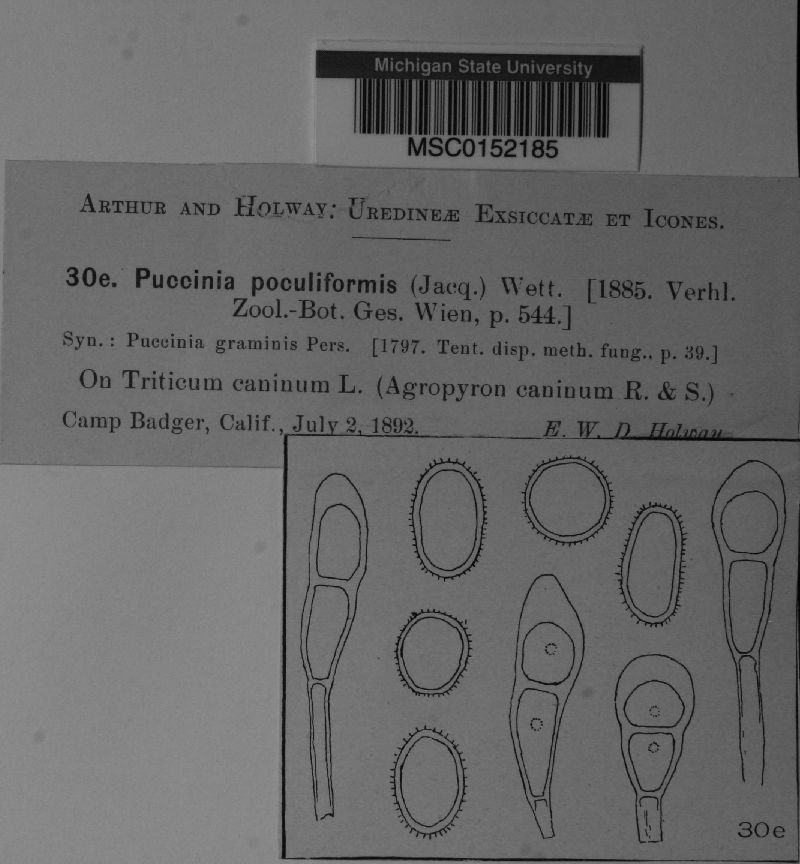 Michigan State University
MSC0152185
ARTHUR AND HOLWAY: UREDINEÆ EXSICCATÆ ET ICONES.
30e. Puccinia poculiformis (Jacq.) Wett. [1885. Verhl.
Zool.-Bot. Ges. Wien, p. 544.]
Syn.: Puccinia graminis Pers. [1797. Tent. disp. meth. fung., p. 39.]
On Triticum caninum L. (Agropyron caninum R. & S.)
Camp Badger, Calif., July 2, 1892. E. W. D. Holway
30e